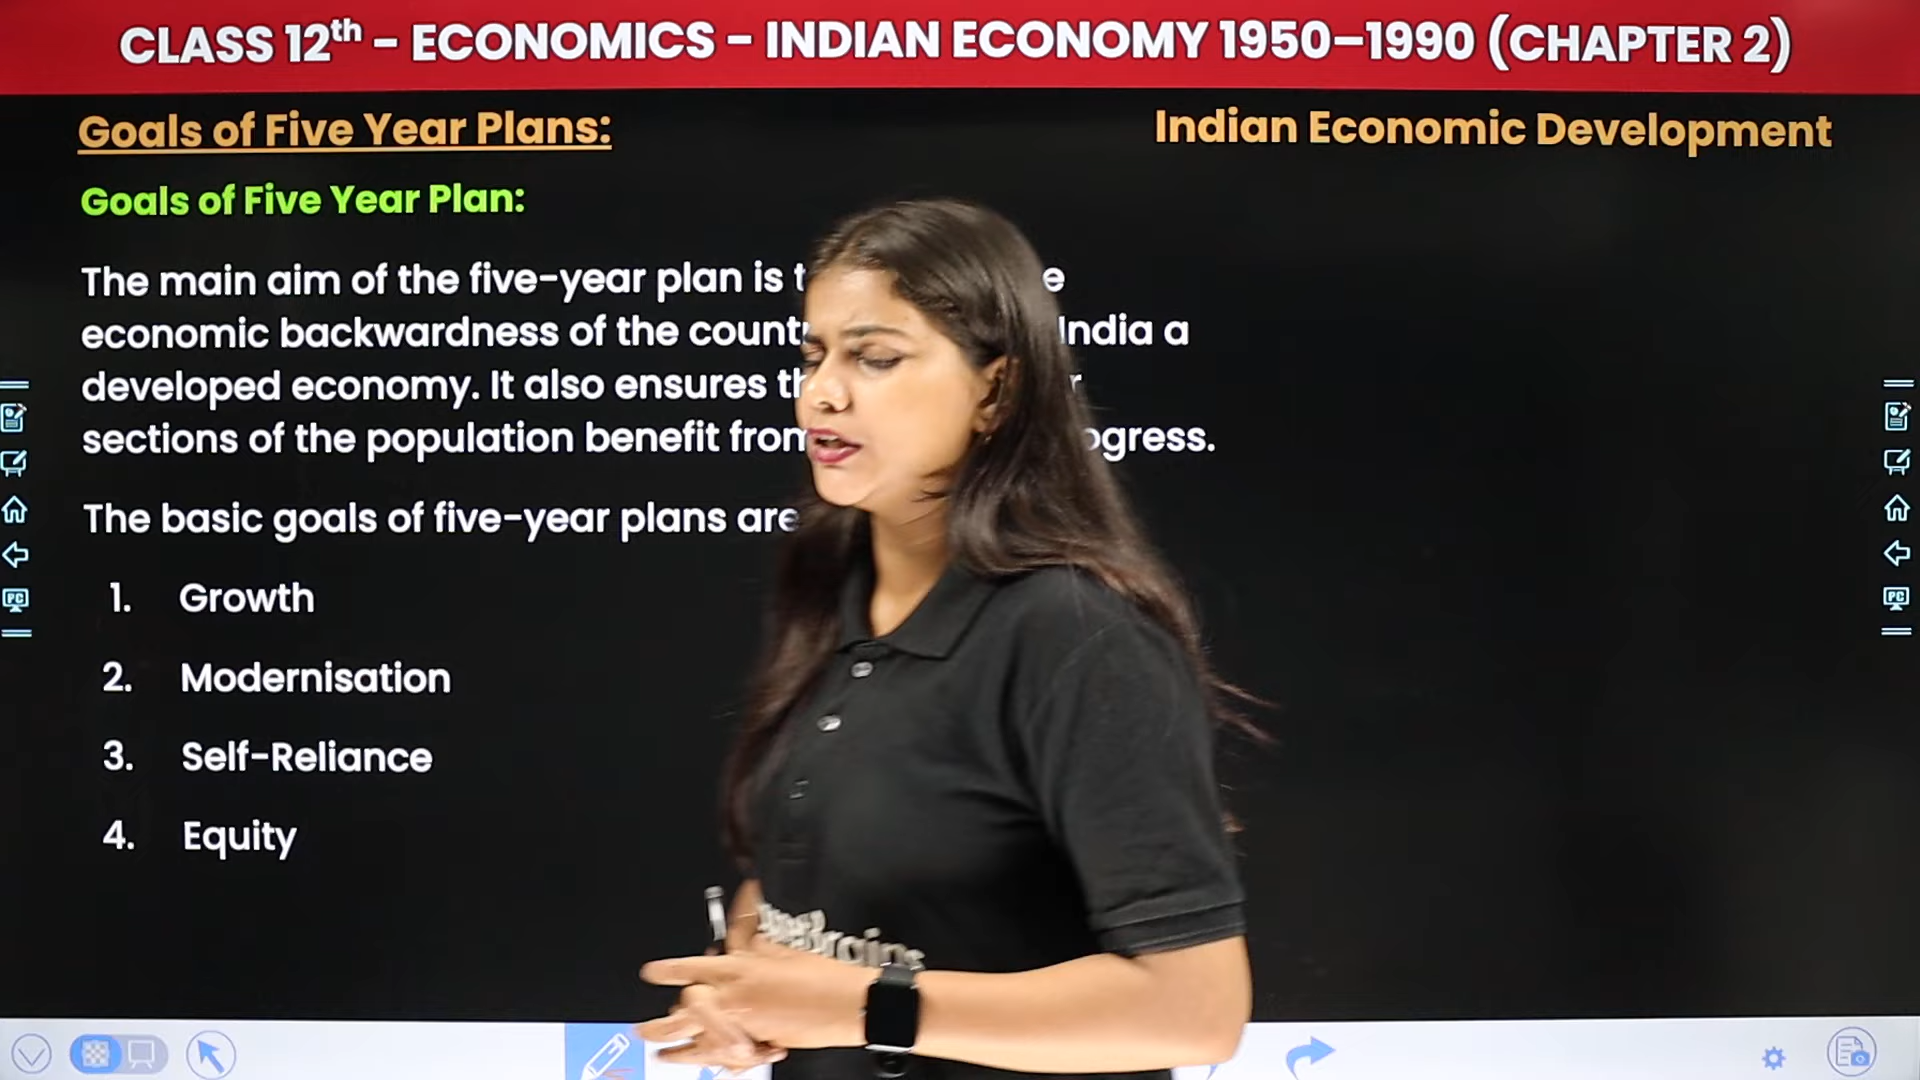 CLASS 12th - ECONOMICS - INDIAN ECONOMY 1950–1990 (CHAPTER 2)
Goals of Five Year Plans:
Indian Economic Development
Goals of Five Year Plan:
The main aim of the five-year plan is
economic backwardness of the India a
developed economy. It also ensures
sections of the population benefit
The basic goals of five-year plans are
1. Growth
2. Modernisation
3. Self-Reliance
4. Equity
PC
PC